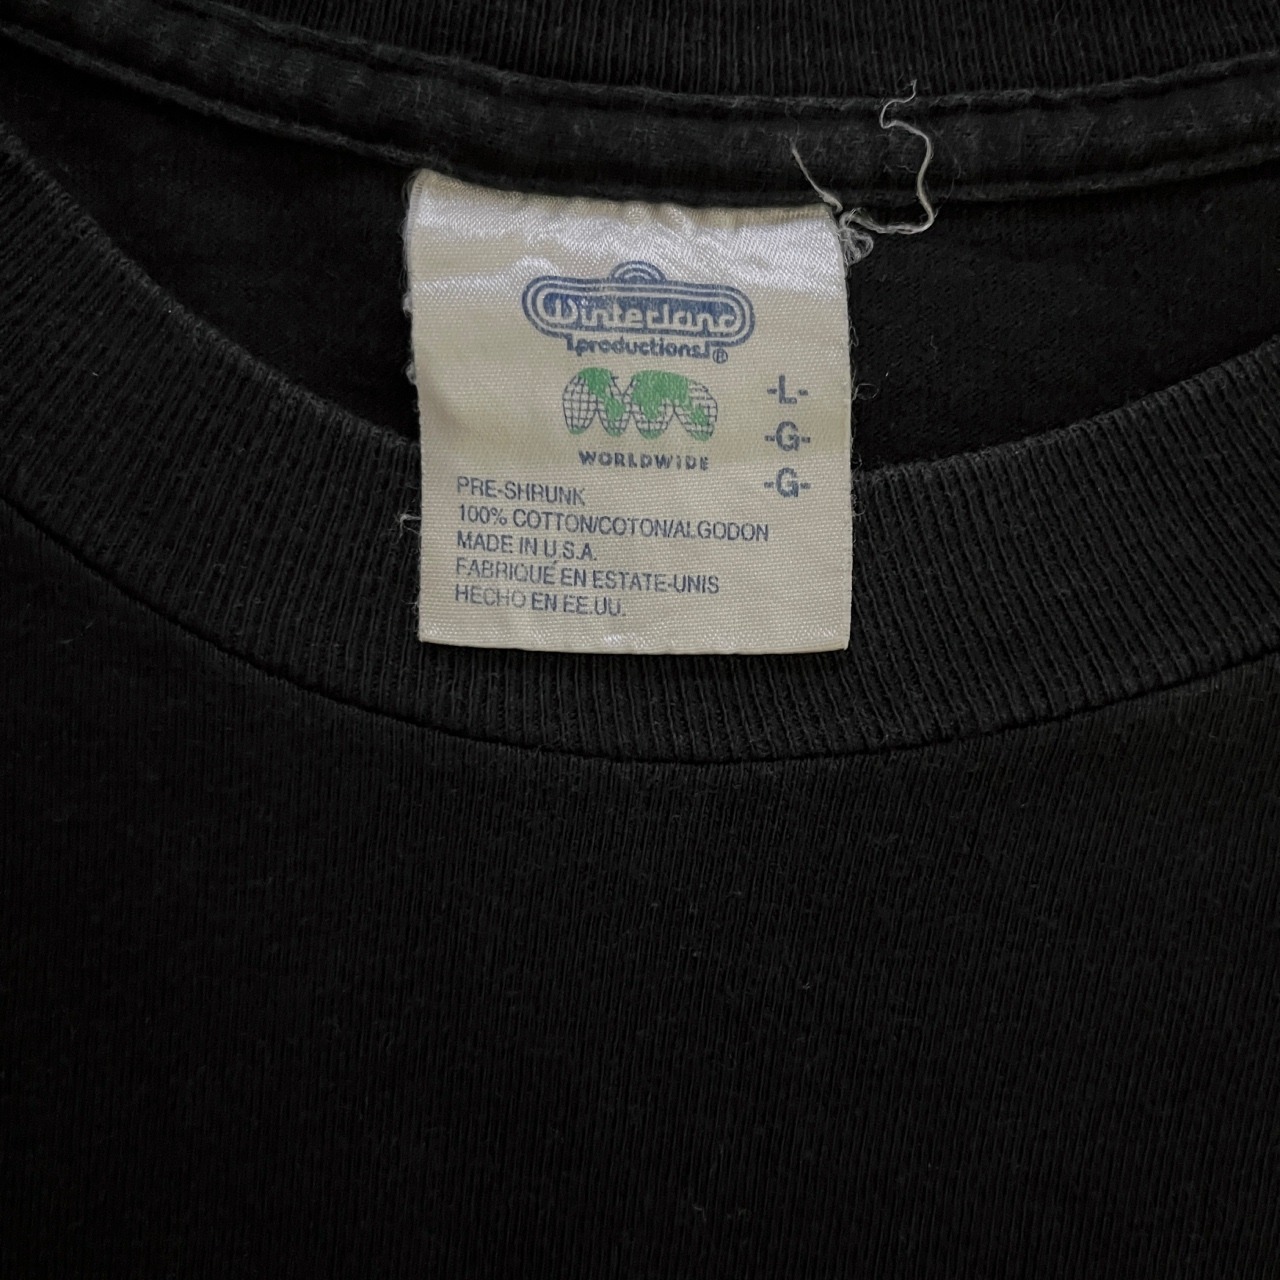 Winterland
productions ®
WORLDWIDE
-L-
-G-
-G-
PRE-SHRUNK
100% COTTON/COTON/ALGODON
MADE IN U.S.A.
FABRIQUÉ EN ESTATE-UNIS
HECHO EN EE.UU.